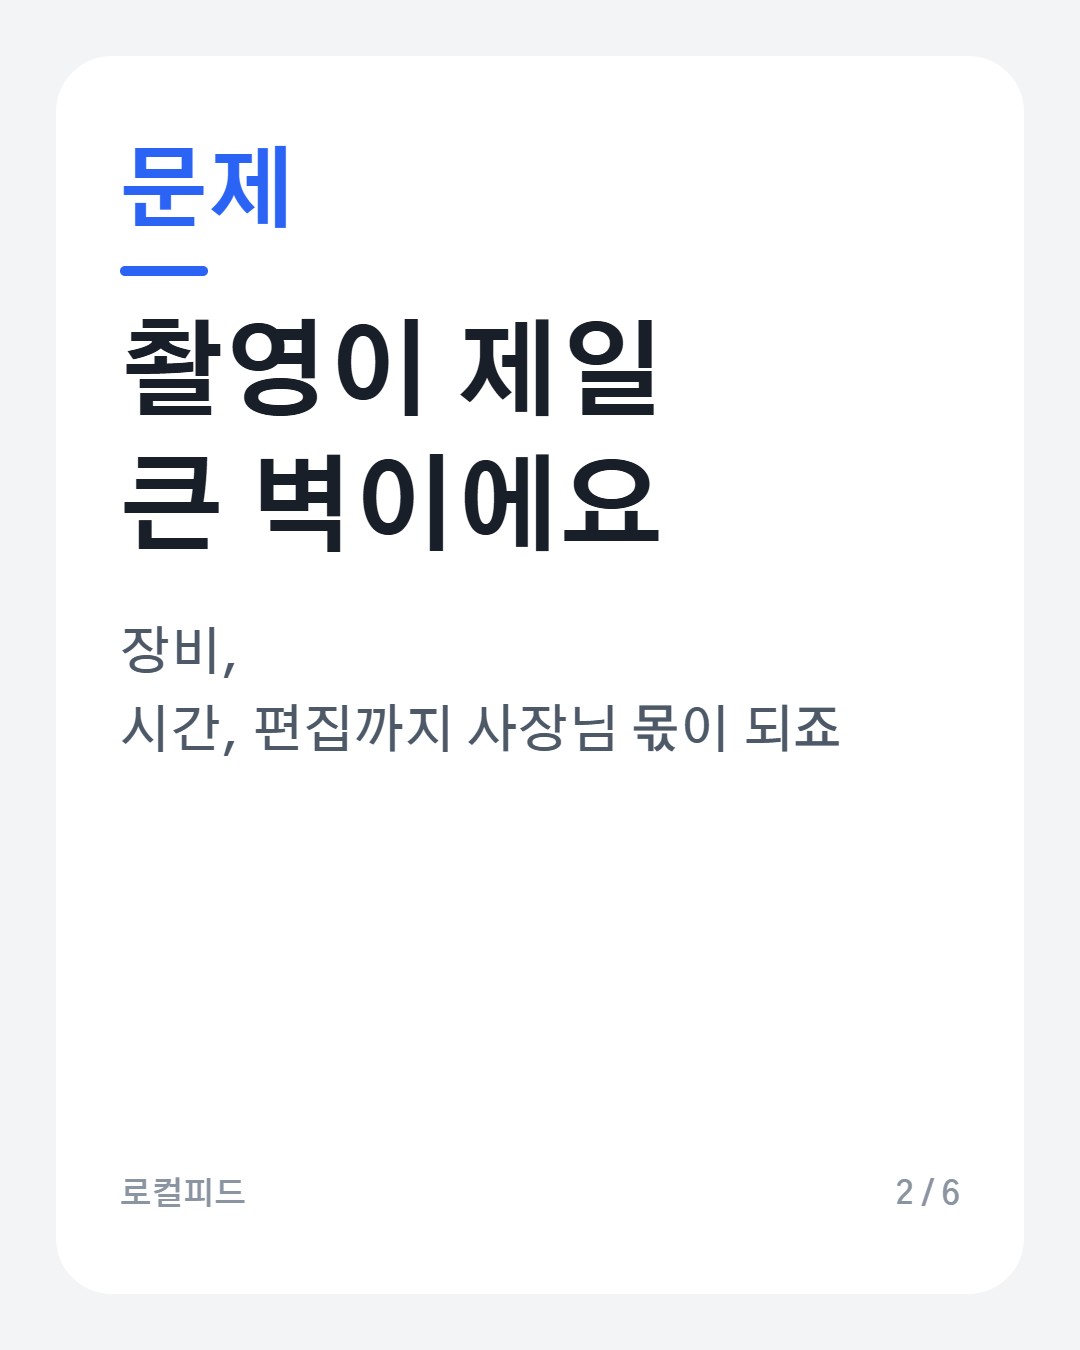 문제
촬영이 제일
큰 벽이에요
장비,
시간, 편집까지 사장님 몫이 되죠
로컬피드
2 / 6